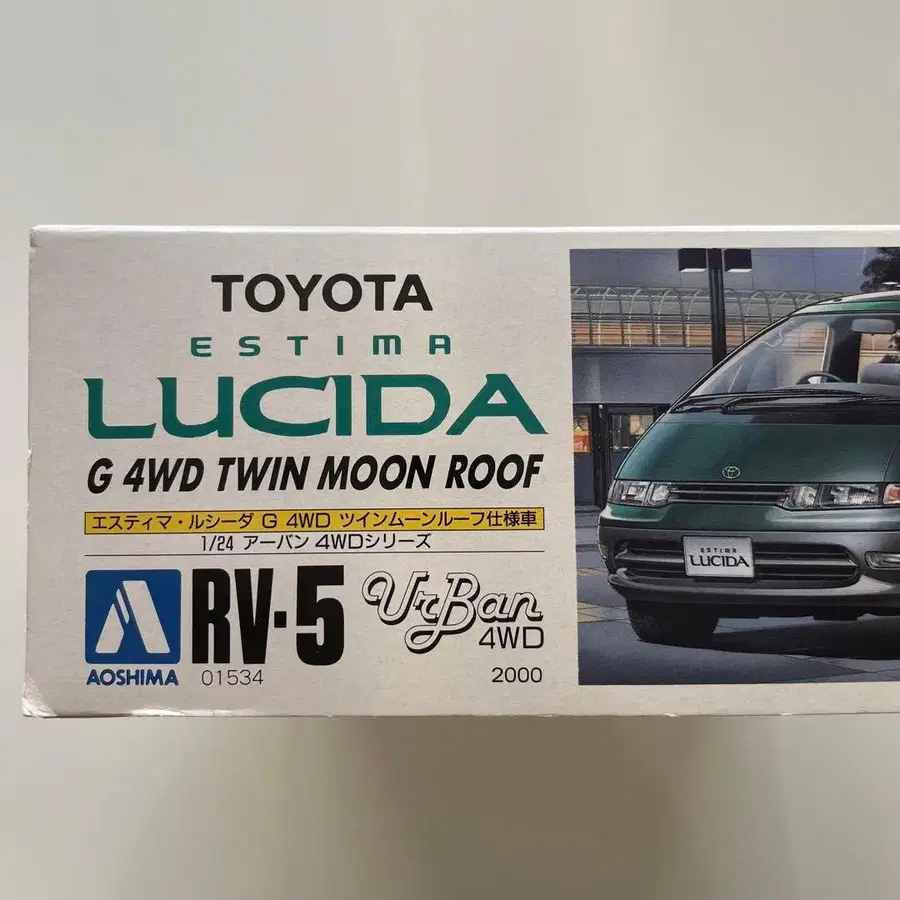 TOYOTA
ESTIMA
LUCIDA
G 4WD TWIN MOON ROOF
エスティマ・ルシーダ G 4WD ツインムーンルーフ仕様車
1/24 アーバン 4WDシリーズ
AOSHIMA
RV・5
01534
UrBan
4WD
2000
ESTIMA
LUCIDA